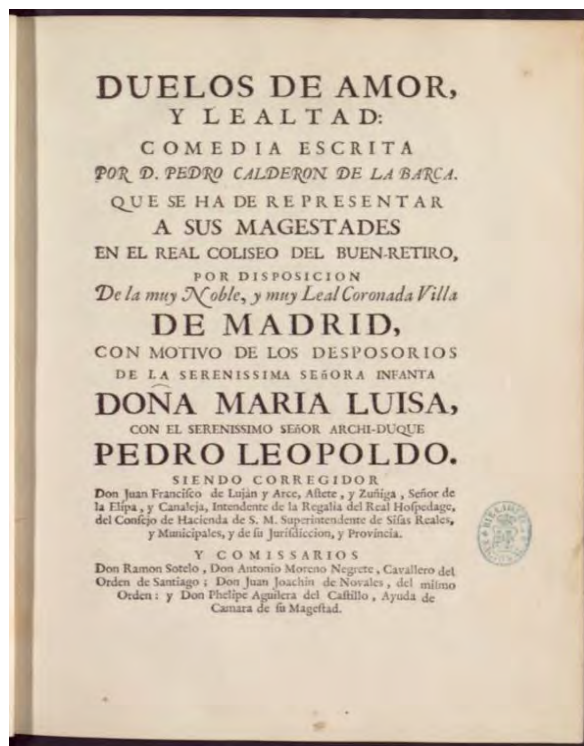 DUELOS DE AMOR,
Y LEALTAD:
COMEDIA ESCRITA
POR D. PEDRO CALDERON DE LA BARCA.
QUE SE HA DE REPRESENTAR
A SUS MAGESTADES
EN EL REAL COLISEO DEL BUEN-RETIRO,
POR DISPOSICION
De la muy Noble, y muy Leal Coronada Villa
DE MADRID,
CON MOTIVO DE LOS DESPOSORIOS
DE LA SERENISSIMA SEñORA INFANTA
DOÑA MARIA LUISA,
CON EL SERENISSIMO SEñOR ARCHI-DUQUE
PEDRO LEOPOLDO.
SIENDO CORREGIDOR
Don Juan Franciſco de Luján y Arce, Aſtete, y Zuñiga, Señor de
la Elipa, y Canaleja, Intendente de la Regalia del Real Hoſpedage,
del Conſejo de Hacienda de S. M. Superintendente de Siſas Reales,
y Municipales, y de ſu Juriſdiccion, y Provincia.
Y COMISSARIOS
Don Ramon Sotelo, Don Antonio Moreno Negrete, Cavallero del
Orden de Santiago; Don Juan Joachin de Novales, del miſmo
Orden: y Don Phelipe Aguilera del Caſtillo, Ayuda de
Camara de ſu Mageſtad.